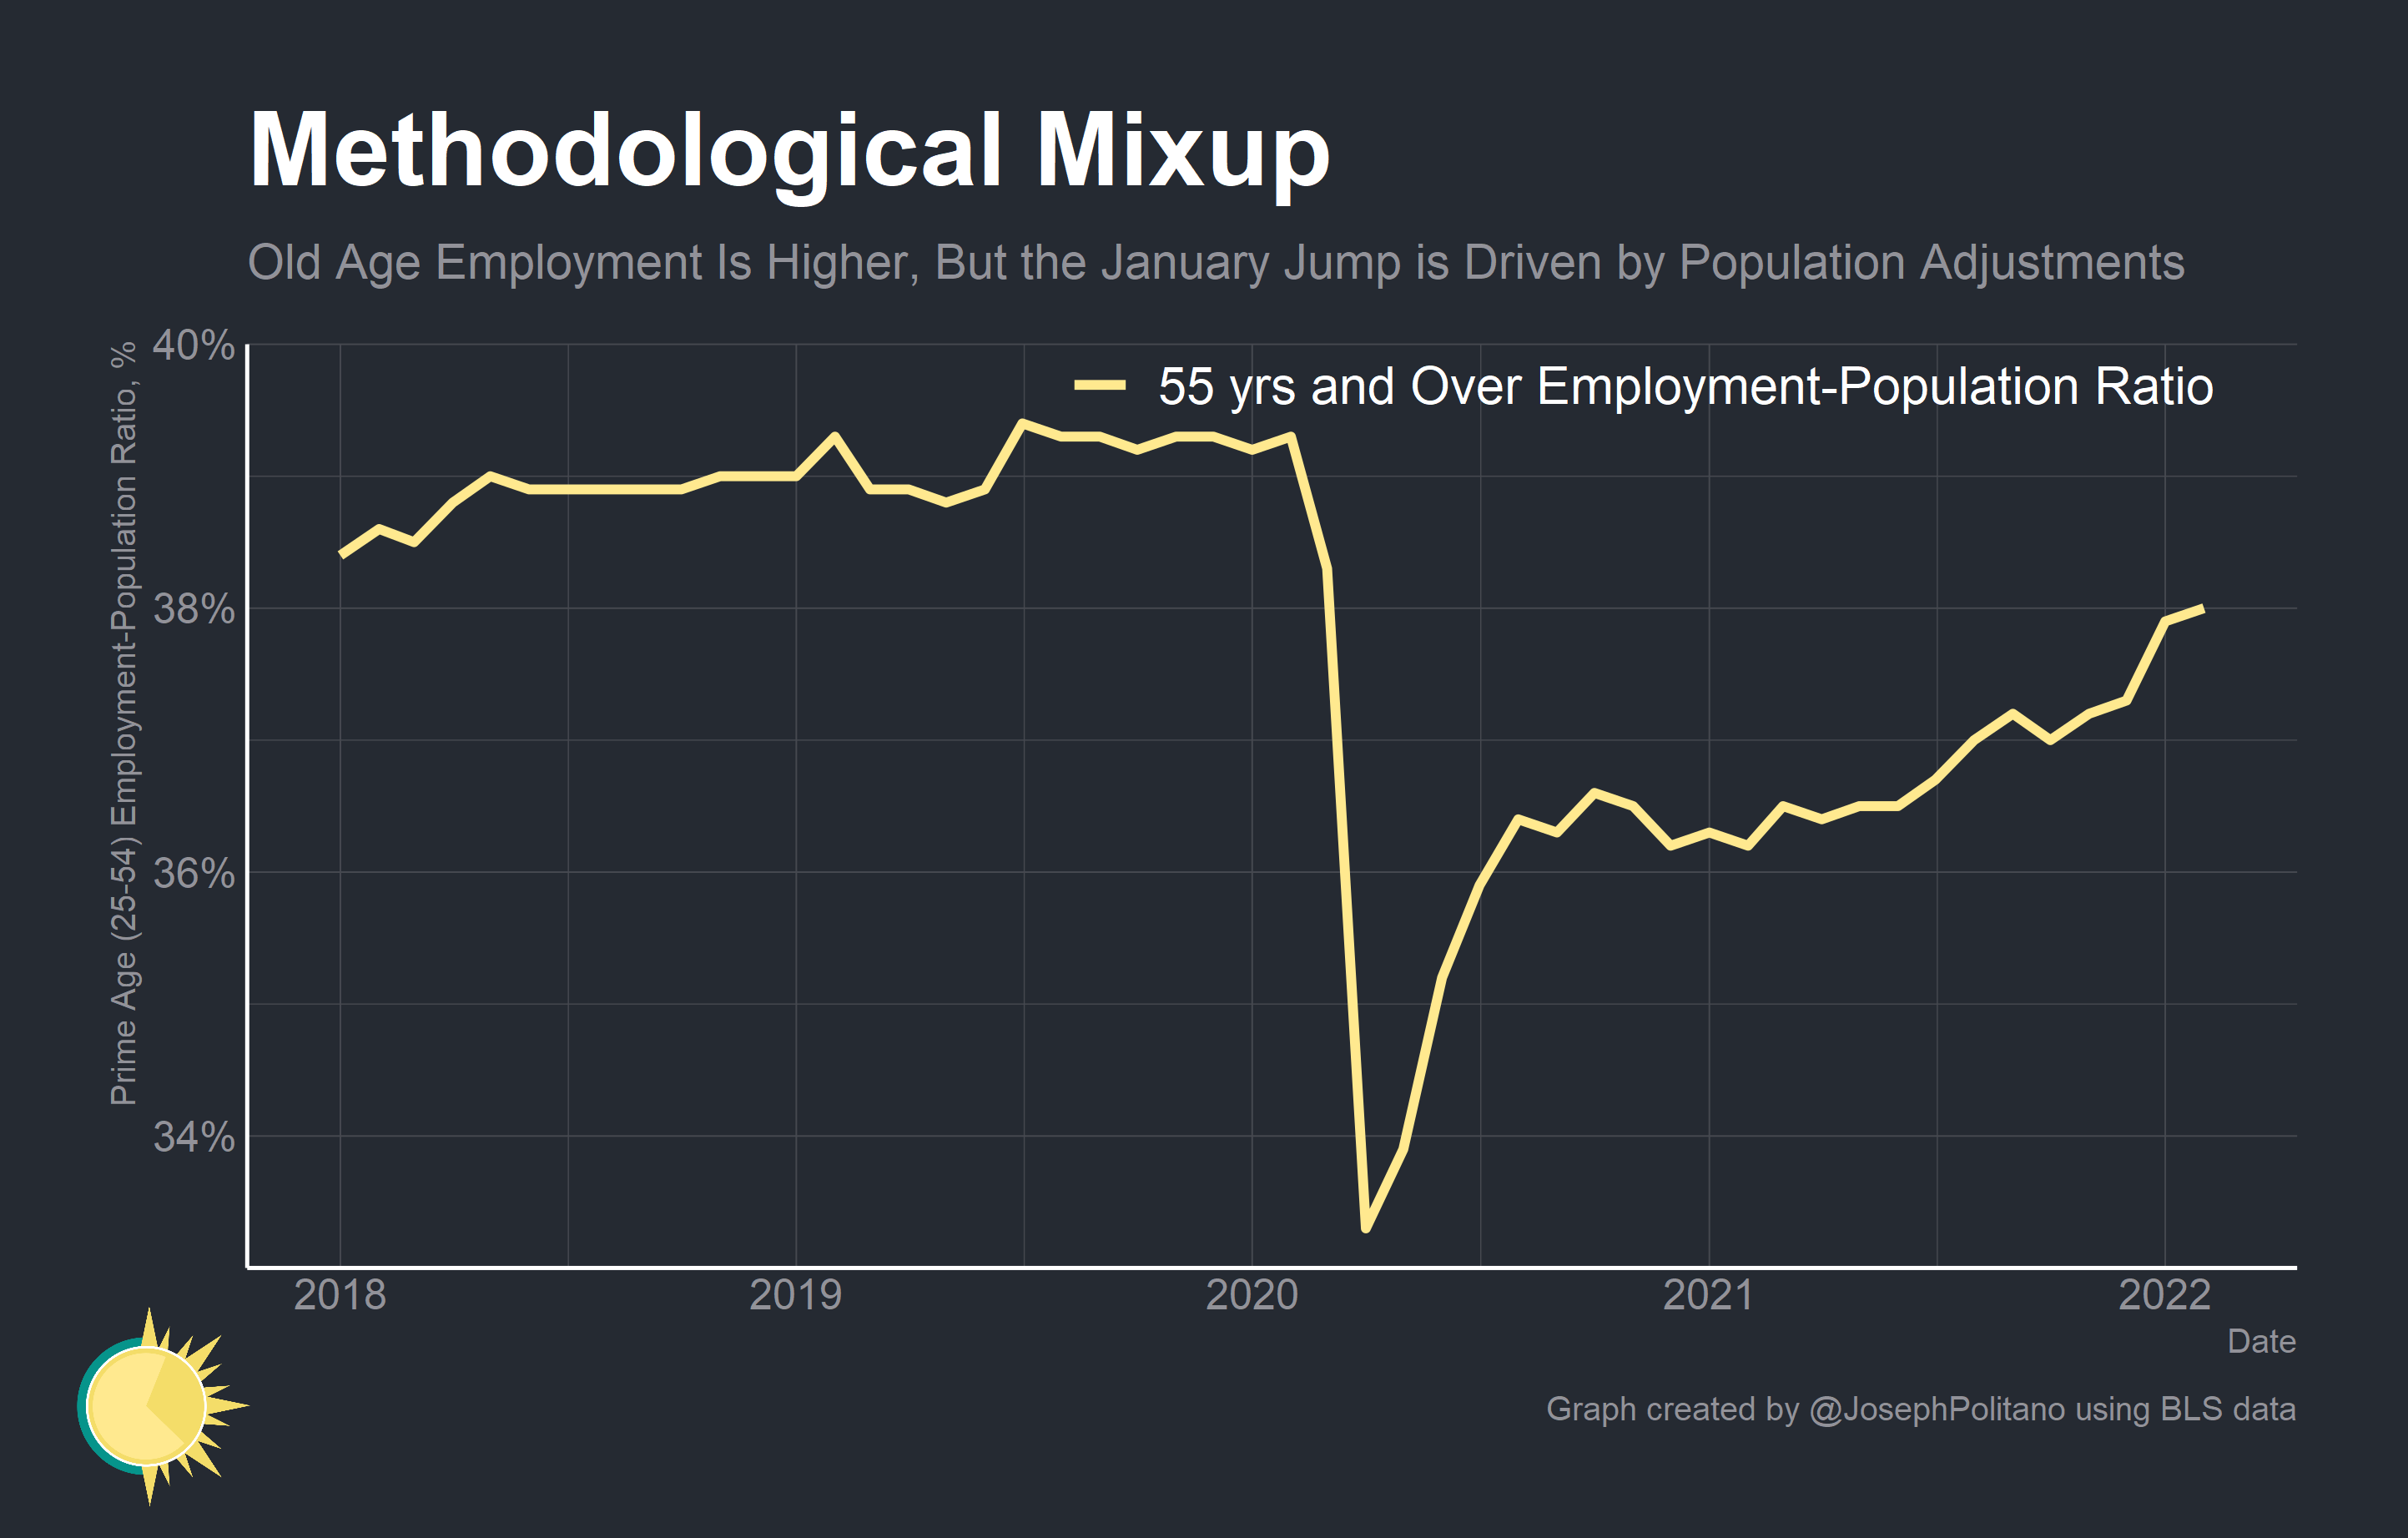 Methodological Mixup
Old Age Employment Is Higher, But the January Jump is Driven by Population Adjustments
Prime Age (25-54) Employment-Population Ratio, %
40%
38%
36%
34%
55 yrs and Over Employment-Population Ratio
2018
2019
2020
2021
2022
Date
Graph created by @JosephPolitano using BLS data